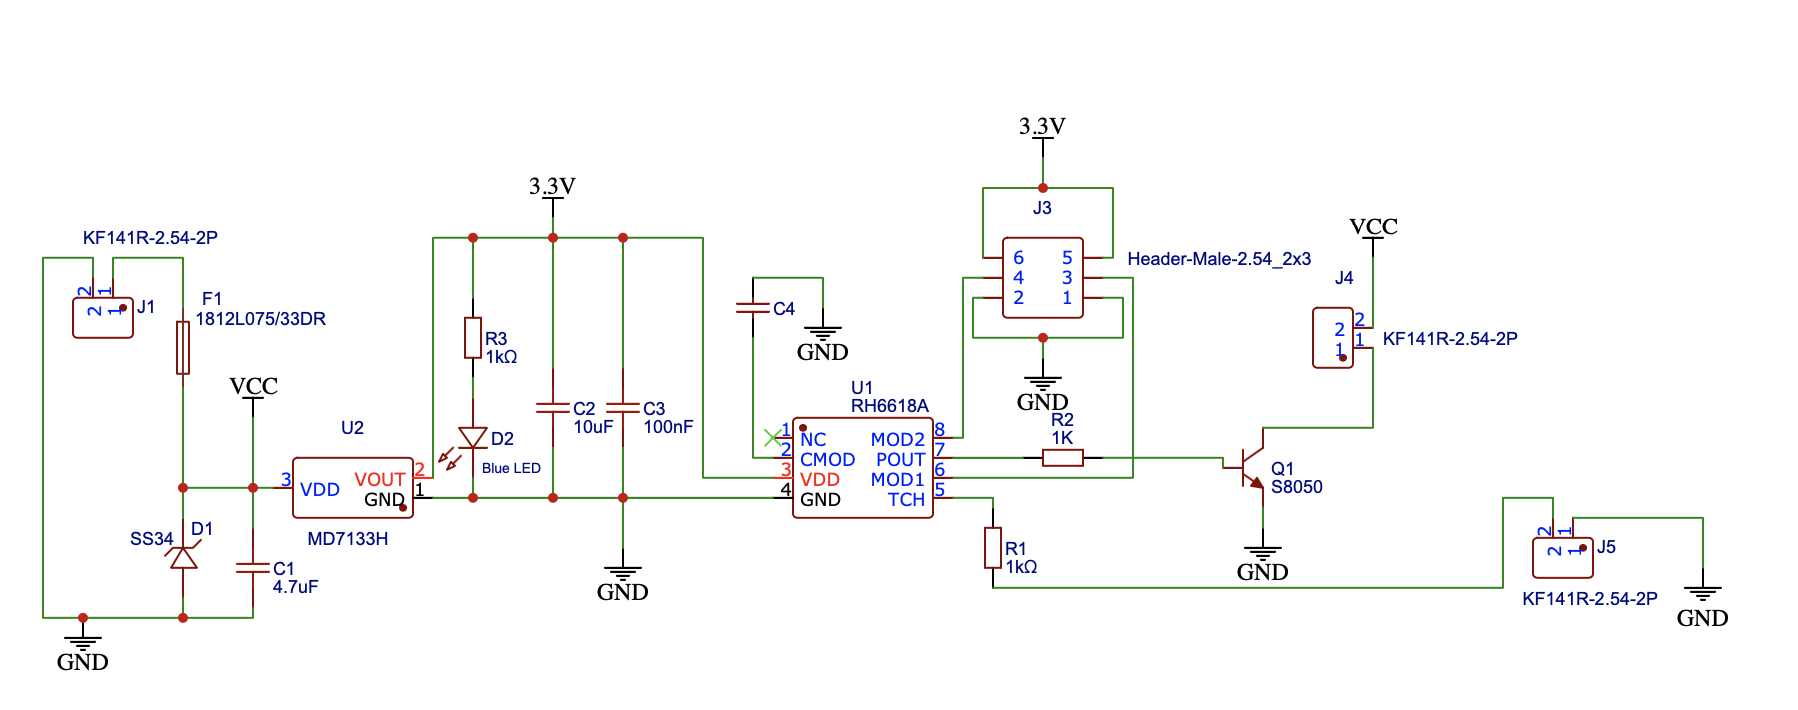 3.3V
3.3V
J3
6 5
4 3
2 1
Header-Male-2.54_2x3
GND
VCC
J4
2 2
1 1
KF141R-2.54-2P
KF141R-2.54-2P
2 1
2 1
J1
F1
1812L075/33DR
VCC
U2
3 VDD
VOUT 2
GND 1
MD7133H
SS34
D1
C1
4.7uF
GND
R3
1kΩ
D2
Blue LED
C2
10uF
C3
100nF
GND
C4
GND
U1
RH6618A
1 NC MOD2 8
2 CMOD POUT 7
3 VDD MOD1 6
4 GND TCH 5
R2
1K
Q1
S8050
GND
R1
1kΩ
2 1
2 1
J5
KF141R-2.54-2P
GND